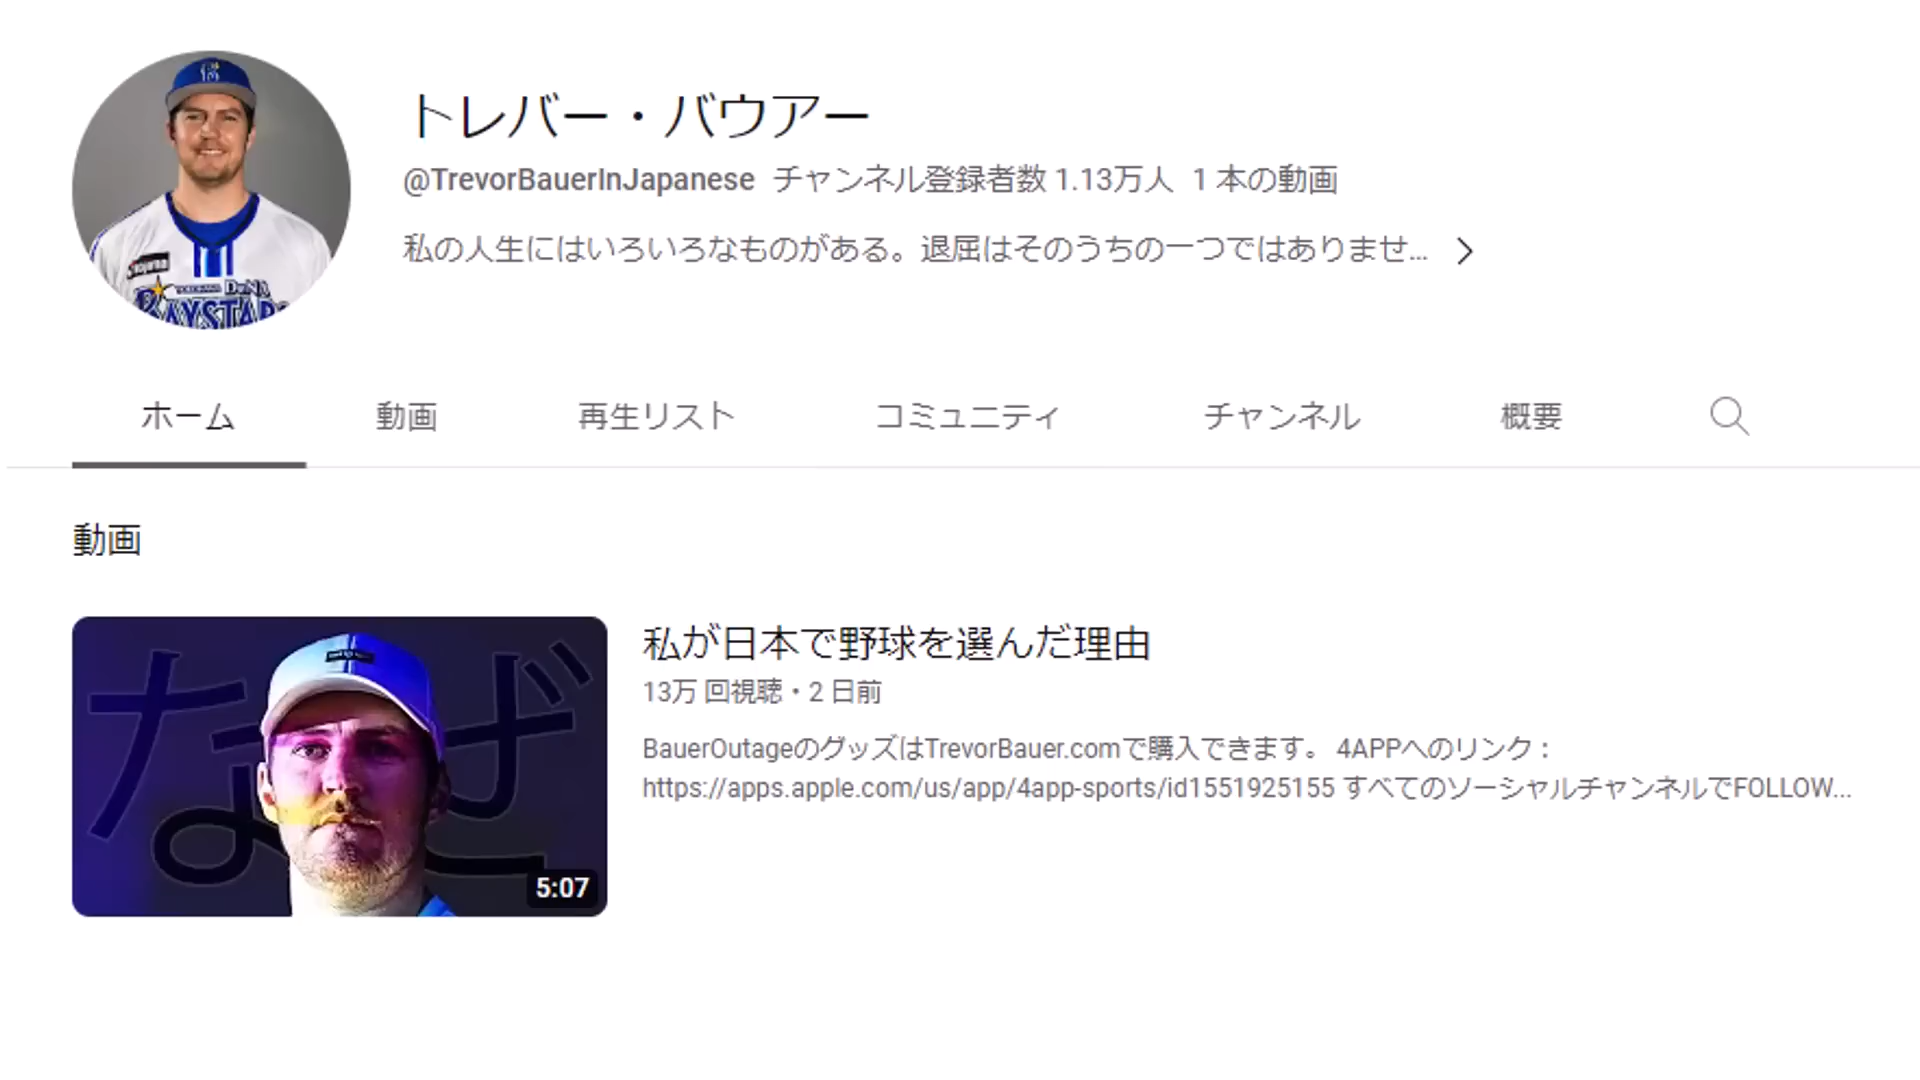 トレバー・バウアー
@TrevorBauerInJapanese チャンネル登録者数 1.13万人 1 本の動画
私の人生にはいろいろなものがある。退屈はそのうちの一つではありませ...
ホーム 動画 再生リスト コミュニティ チャンネル 概要
動画
なぜ
5:07
私が日本で野球を選んだ理由
13万 回視聴・2 日前
BauerOutageのグッズはTrevorBauer.comで購入できます。 4APPへのリンク：
https://apps.apple.com/us/app/4app-sports/id1551925155 すべてのソーシャルチャンネルでFOLLOW...